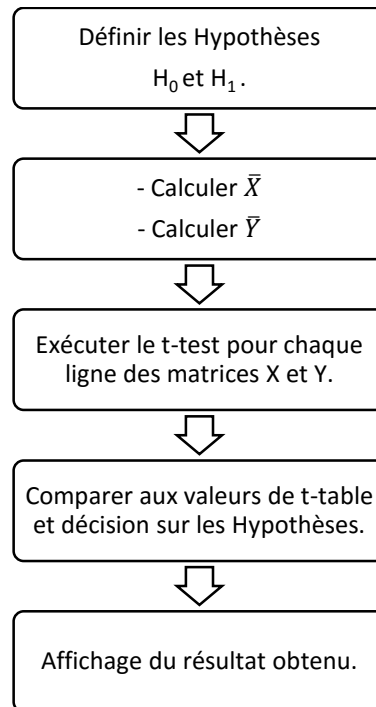 Définir les Hypothèses
H₀ et H₁ .
- Calculer X̄
- Calculer Ȳ
Exécuter le t-test pour chaque
ligne des matrices X et Y.
Comparer aux valeurs de t-table
et décision sur les Hypothèses.
Affichage du résultat obtenu.